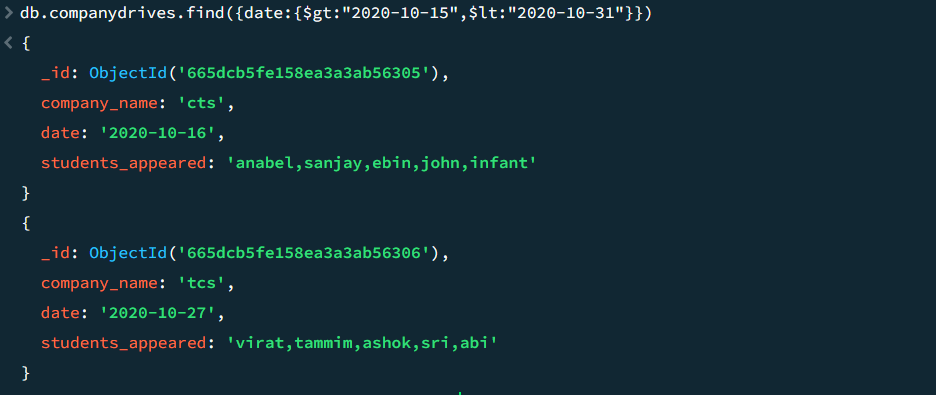 db.companydrives.find({date:{$gt:"2020-10-15",$lt:"2020-10-31"}})
{
_id: ObjectId('665dcb5fe158ea3a3ab56305'),
company_name: 'cts',
date: '2020-10-16',
students_appeared: 'anabel,sanjay,ebin,john,infant'
}
{
_id: ObjectId('665dcb5fe158ea3a3ab56306'),
company_name: 'tcs',
date: '2020-10-27',
students_appeared: 'virat,tammim,ashok,sri,abi'
}